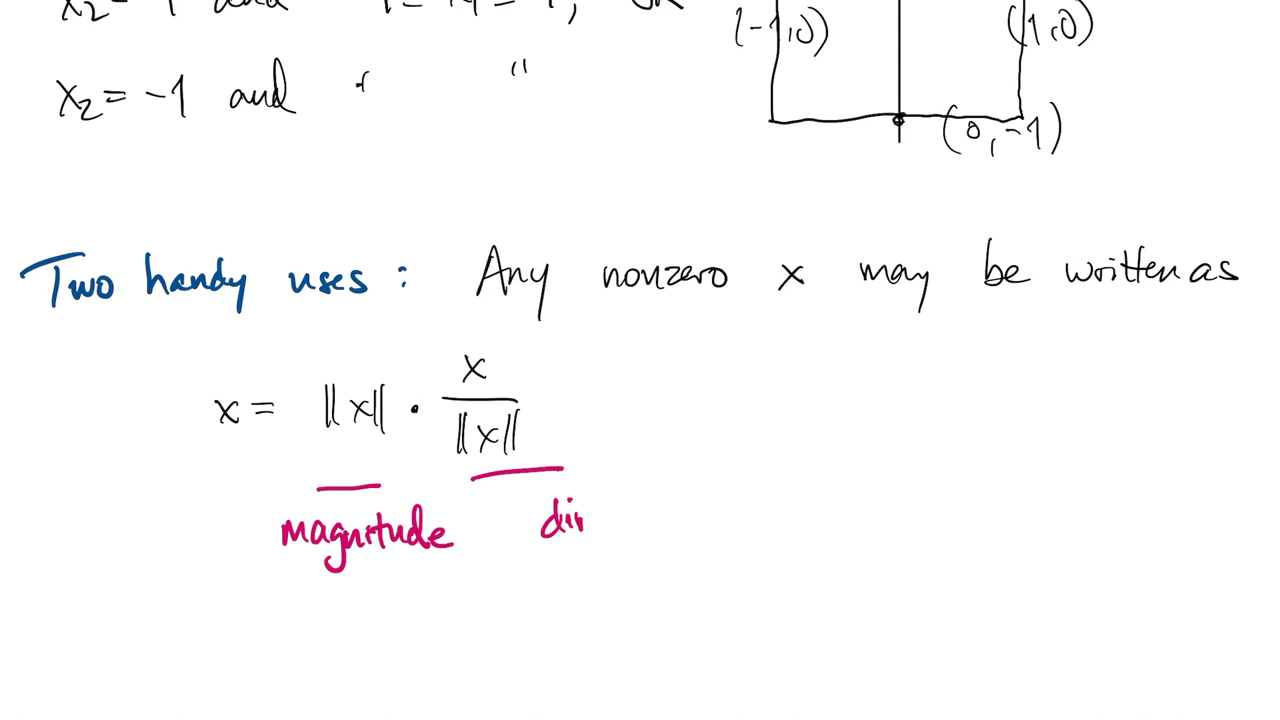 (-1,0)
(1,0)
x₂ = -1 and "
(0,-1)
Two handy uses: Any nonzero x may be written as
x = ||x|| · x / ||x||
magnitude
di